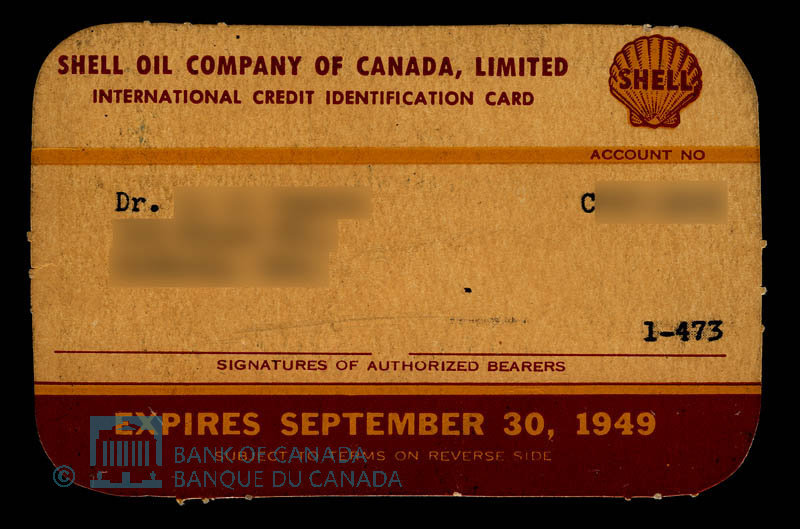 SHELL OIL COMPANY OF CANADA, LIMITED
INTERNATIONAL CREDIT IDENTIFICATION CARD
SHELL
ACCOUNT NO
Dr.
C
1-473
SIGNATURES OF AUTHORIZED BEARERS
EXPIRES SEPTEMBER 30, 1949
SUBJECT TO TERMS ON REVERSE SIDE
© BANK OF CANADA
BANQUE DU CANADA